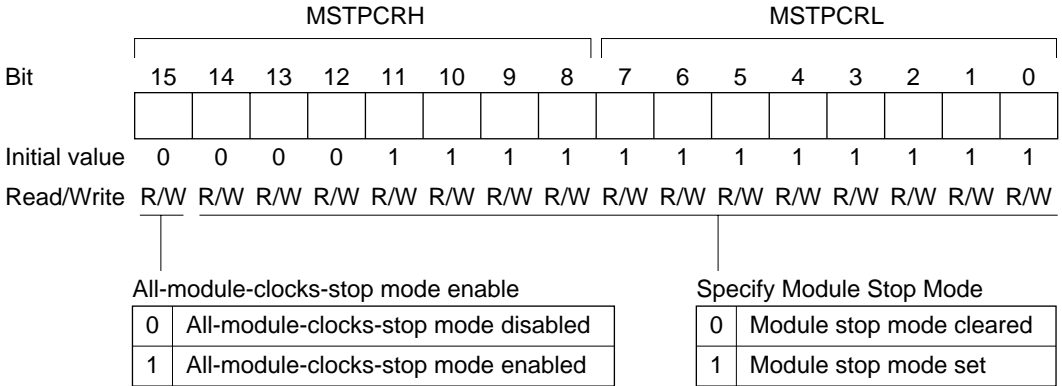 MSTPCRH MSTPCRL
Bit 15 14 13 12 11 10 9 8 7 6 5 4 3 2 1 0
Initial value 0 0 0 0 1 1 1 1 1 1 1 1 1 1 1 1
Read/Write R/W R/W R/W R/W R/W R/W R/W R/W R/W R/W R/W R/W R/W R/W R/W R/W
All-module-clocks-stop mode enable
0 All-module-clocks-stop mode disabled
1 All-module-clocks-stop mode enabled
Specify Module Stop Mode
0 Module stop mode cleared
1 Module stop mode set